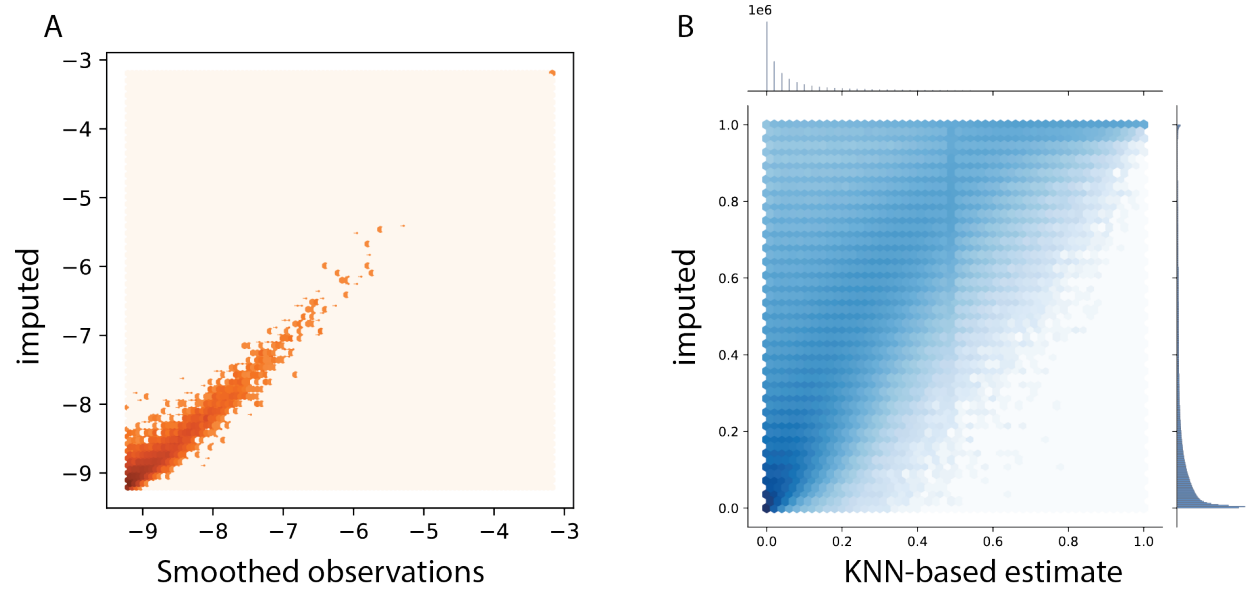 A
−3
−4
−5
−6
−7
−8
−9
imputed
−9 −8 −7 −6 −5 −4 −3
Smoothed observations
B
1e6
1.0
0.8
0.6
0.4
0.2
0.0
imputed
0.0 0.2 0.4 0.6 0.8 1.0
KNN-based estimate